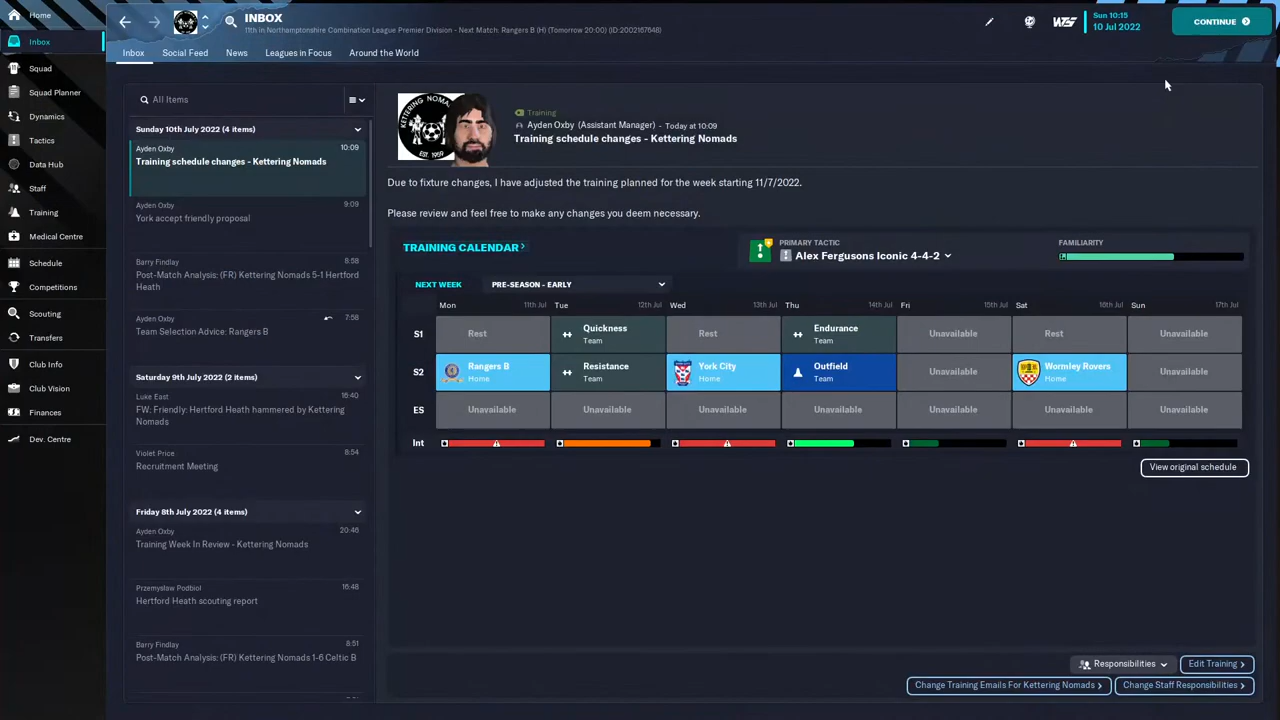 Home
Inbox
Squad
Squad Planner
Dynamics
Tactics
Data Hub
Staff
Training
Medical Centre
Schedule
Competitions
Scouting
Transfers
Club Info
Club Vision
Finances
Dev. Centre
INBOX
11th in Northamptonshire Combination League Premier Division - Next Match: Rangers B (H) (Tomorrow 20:00) (ID:2002167648)
Sun 10:15
10 Jul 2022
CONTINUE
Inbox Social Feed News Leagues in Focus Around the World
All Items
Sunday 10th July 2022 (4 items)
Ayden Oxby 10:09
Training schedule changes - Kettering Nomads
Ayden Oxby 9:09
York accept friendly proposal
Barry Findlay 8:58
Post-Match Analysis: (FR) Kettering Nomads 5-1 Hertford
Heath
Ayden Oxby 7:58
Team Selection Advice: Rangers B
Saturday 9th July 2022 (2 items)
Luke East 16:40
FW: Friendly: Hertford Heath hammered by Kettering
Nomads
Violet Price 8:54
Recruitment Meeting
Friday 8th July 2022 (4 items)
Ayden Oxby 20:46
Training Week In Review - Kettering Nomads
Przemyslaw Podbiol 16:48
Hertford Heath scouting report
Barry Findlay 8:51
Post-Match Analysis: (FR) Kettering Nomads 1-6 Celtic B
KETTERING NOMADS
EST. 1959
Training
Ayden Oxby (Assistant Manager) - Today at 10:09
Training schedule changes - Kettering Nomads
Due to fixture changes, I have adjusted the training planned for the week starting 11/7/2022.
Please review and feel free to make any changes you deem necessary.
TRAINING CALENDAR
PRIMARY TACTIC
Alex Fergusons Iconic 4-4-2
FAMILIARITY
NEXT WEEK PRE-SEASON - EARLY
Mon 11th Jul Tue 12th Jul Wed 13th Jul Thu 14th Jul Fri 15th Jul Sat 16th Jul Sun 17th Jul
S1 Rest Quickness Team Rest Endurance Team Unavailable Rest Unavailable
S2 Rangers B Home Resistance Team York City Home Outfield Team Unavailable Wormley Rovers Home Unavailable
ES Unavailable Unavailable Unavailable Unavailable Unavailable Unavailable Unavailable
Int
View original schedule
Responsibilities
Edit Training
Change Training Emails For Kettering Nomads
Change Staff Responsibilities